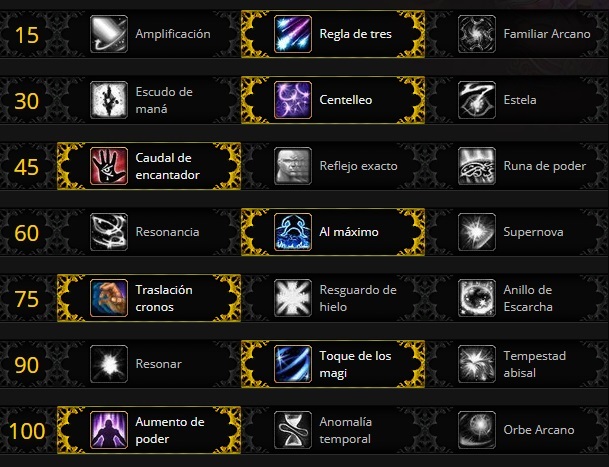 15 Amplificación Regla de tres Familiar Arcano
30 Escudo de maná Centelleo Estela
45 Caudal de encantador Reflejo exacto Runa de poder
60 Resonancia Al máximo Supernova
75 Traslación cronos Resguardo de hielo Anillo de Escarcha
90 Resonar Toque de los magi Tempestad abisal
100 Aumento de poder Anomalía temporal Orbe Arcano